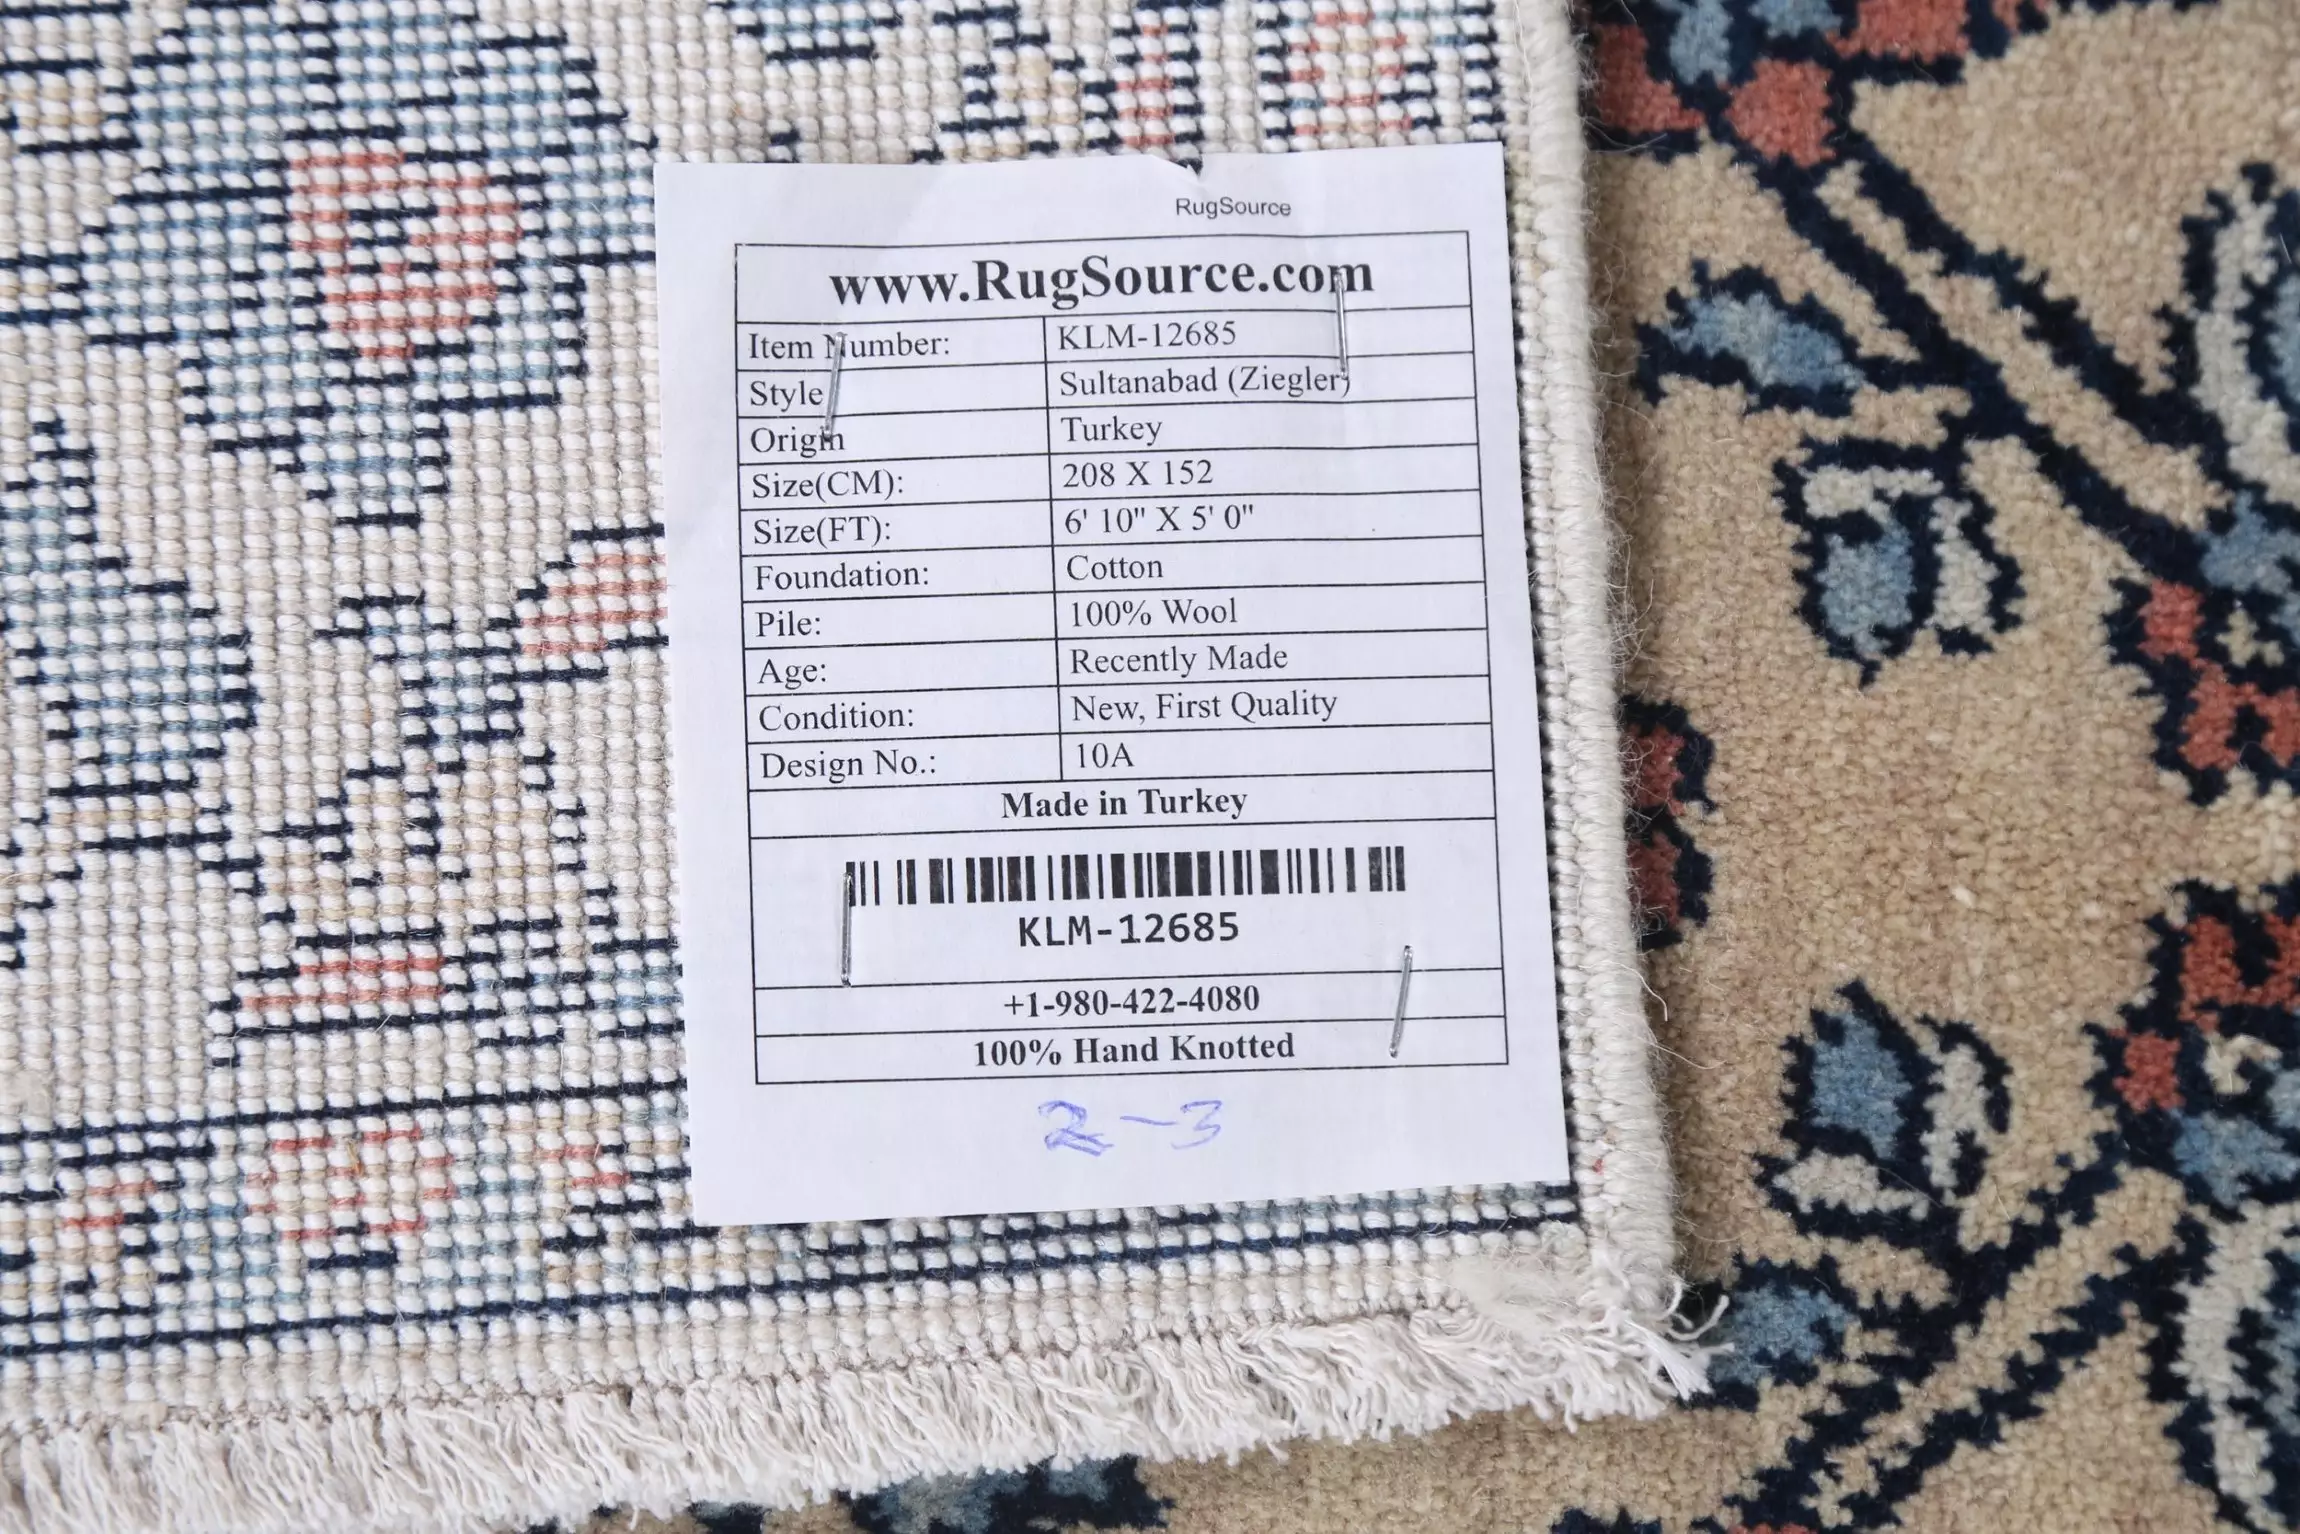 RugSource
www.RugSource.com
Item Number: KLM-12685
Style Sultanabad (Ziegler)
Origin Turkey
Size(CM): 208 X 152
Size(FT): 6' 10" X 5' 0"
Foundation: Cotton
Pile: 100% Wool
Age: Recently Made
Condition: New, First Quality
Design No.: 10A
Made in Turkey
KLM-12685
+1-980-422-4080
100% Hand Knotted
2-3